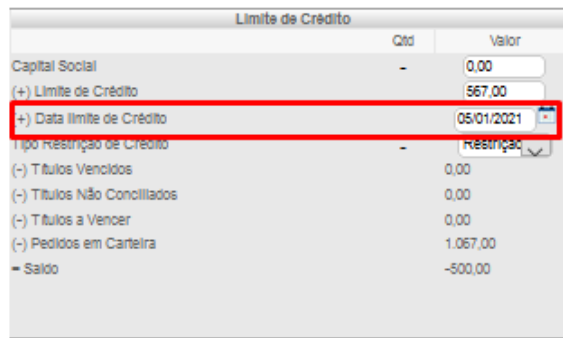 Limite de Crédito
Qtd Valor
Capital Social - 0,00
(+) Limite de Crédito 567,00
(+) Data limite de Crédito 05/01/2021
Tipo Restrição de Crédito - Restriçao
(-) Títulos Vencidos 0,00
(-) Títulos Não Conciliados 0,00
(-) Títulos a Vencer 0,00
(-) Pedidos em Carteira 1.067,00
= Saldo -500,00